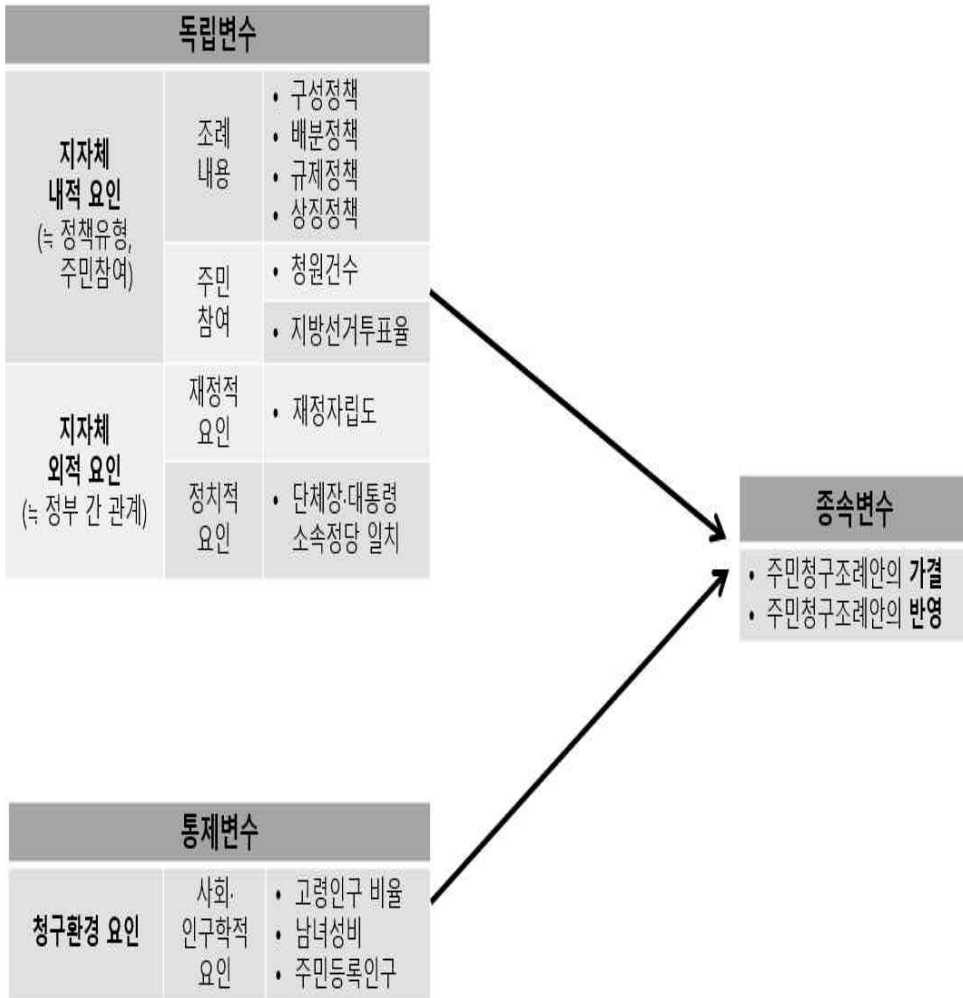 독립변수
지자체
내적 요인
(≒ 정책유형,
주민참여)
조례
내용
• 구성정책
• 배분정책
• 규제정책
• 상징정책
주민
참여
• 청원건수
• 지방선거투표율
지자체
외적 요인
(≒ 정부 간 관계)
재정적
요인
• 재정자립도
정치적
요인
• 단체장·대통령
소속정당 일치
종속변수
• 주민청구조례안의 가결
• 주민청구조례안의 반영
통제변수
청구환경 요인
사회·
인구학적
요인
• 고령인구 비율
• 남녀성비
• 주민등록인구